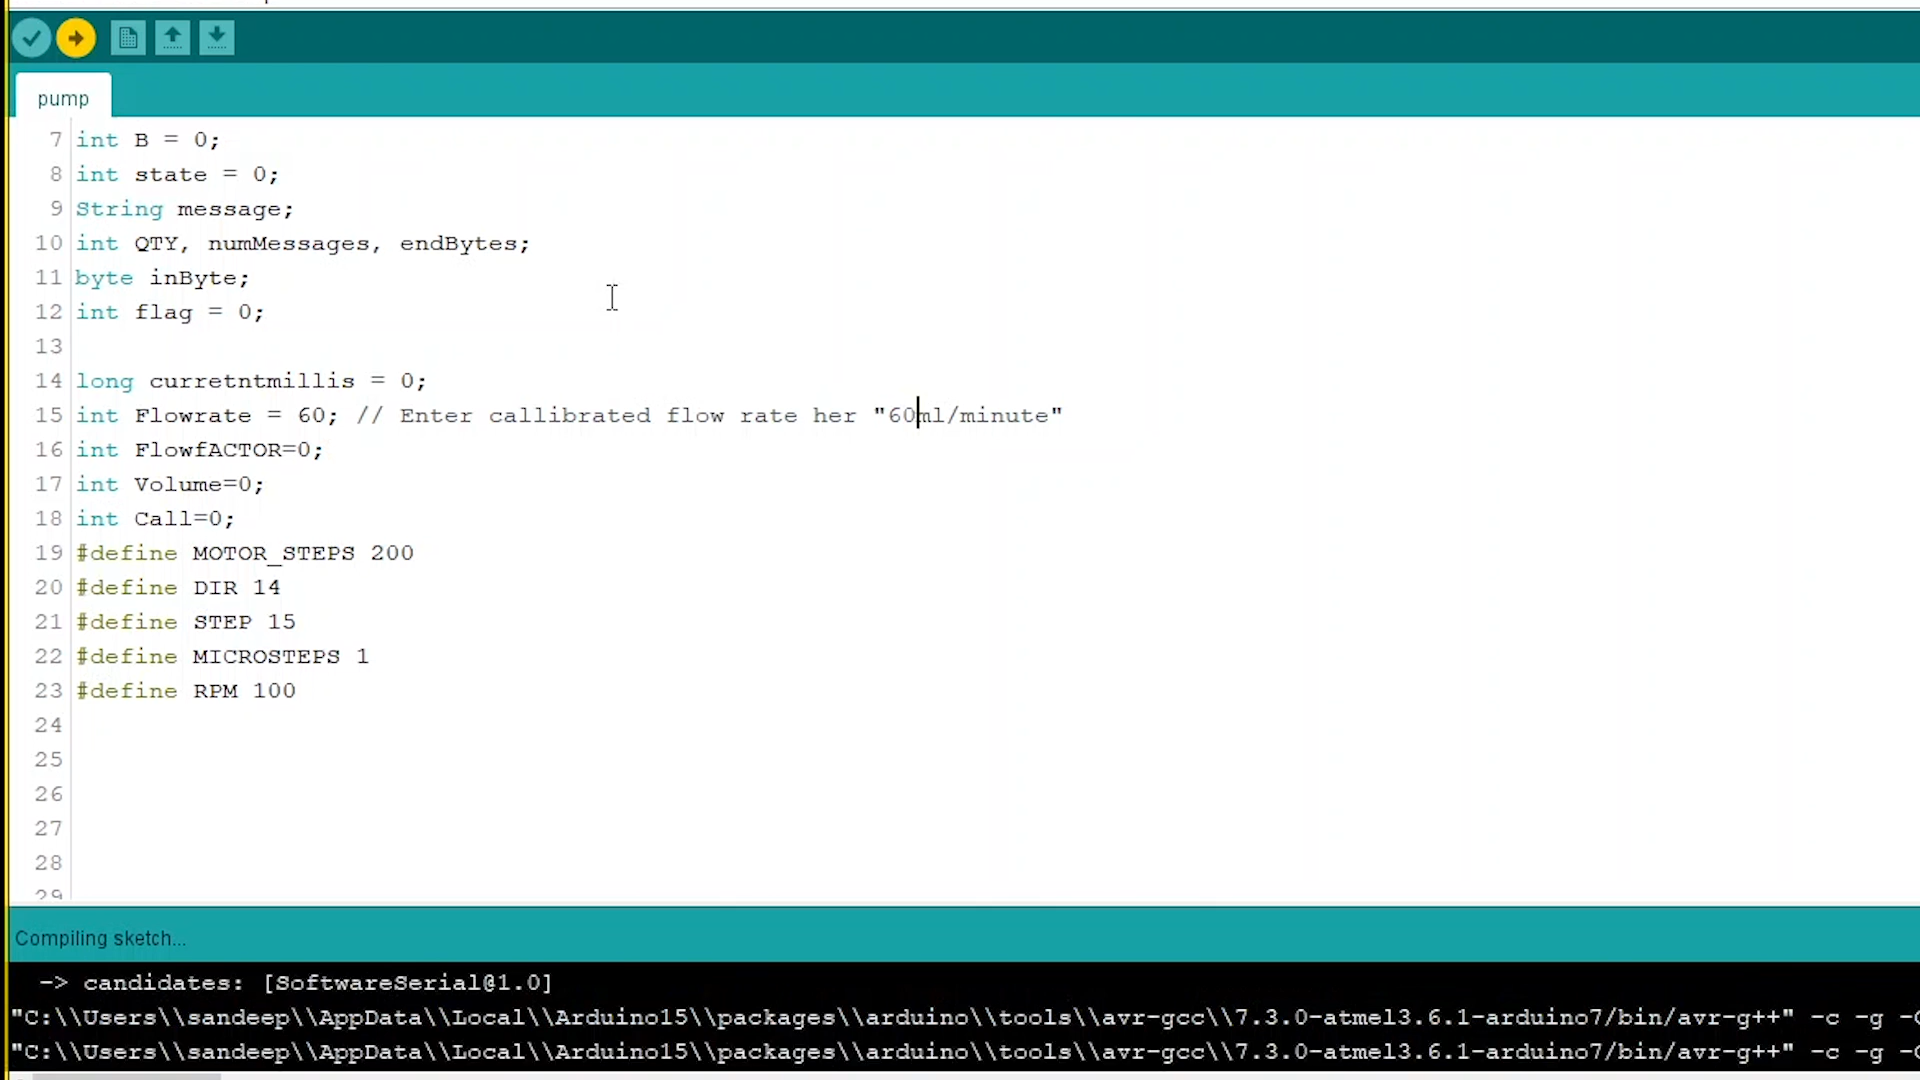 pump
7 int B = 0;
8 int state = 0;
9 String message;
10 int QTY, numMessages, endBytes;
11 byte inByte;
12 int flag = 0;
13
14 long curretntmillis = 0;
15 int Flowrate = 60; // Enter callibrated flow rate her "60ml/minute"
16 int FlowfACTOR=0;
17 int Volume=0;
18 int Call=0;
19 #define MOTOR_STEPS 200
20 #define DIR 14
21 #define STEP 15
22 #define MICROSTEPS 1
23 #define RPM 100
24
25
26
27
28
29
Compiling sketch...
-> candidates: [SoftwareSerial@1.0]
"C:\\Users\\sandeep\\AppData\\Local\\Arduino15\\packages\\arduino\\tools\\avr-gcc\\7.3.0-atmel3.6.1-arduino7/bin/avr-g++" -c -g
"C:\\Users\\sandeep\\AppData\\Local\\Arduino15\\packages\\arduino\\tools\\avr-gcc\\7.3.0-atmel3.6.1-arduino7/bin/avr-g++" -c -g